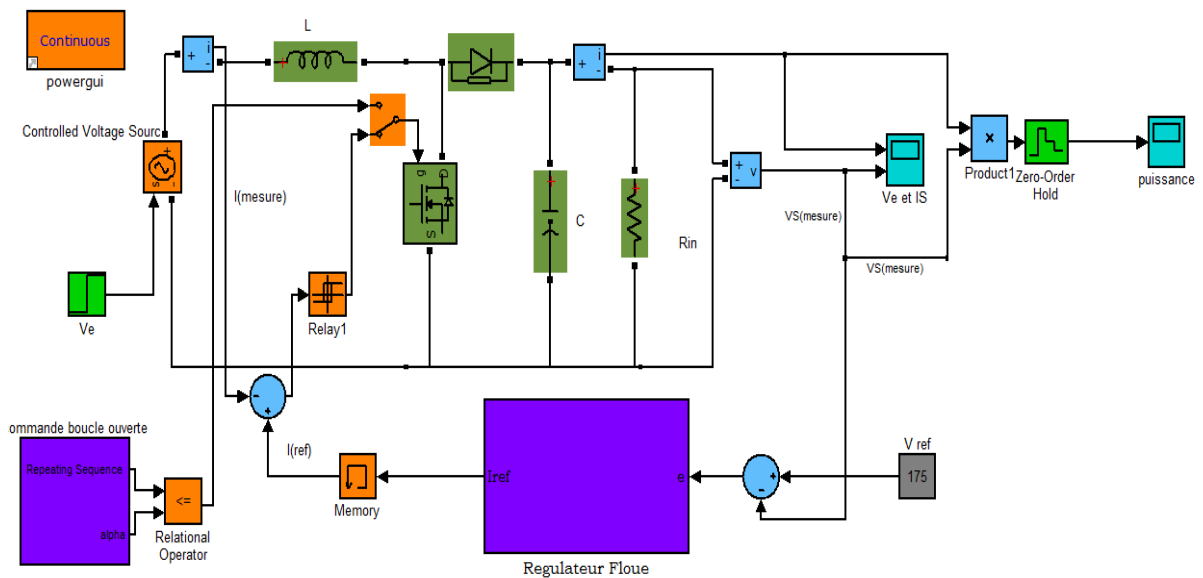 Continuous
powergui
L
i
+
-
i
+
-
Controlled Voltage Sourc
+
-
s
I(mesure)
G
g
S
+
C
+
Rin
+
-
v
Ve et IS
×
Product1
Zero-Order
Hold
puissance
VS(mesure)
VS(mesure)
Ve
Relay1
-
+
I(ref)
ommande boucle ouverte
Repeating Sequence
alpha
<=
Relational
Operator
Memory
Iref
e
Regulateur Floue
+
-
V ref
175